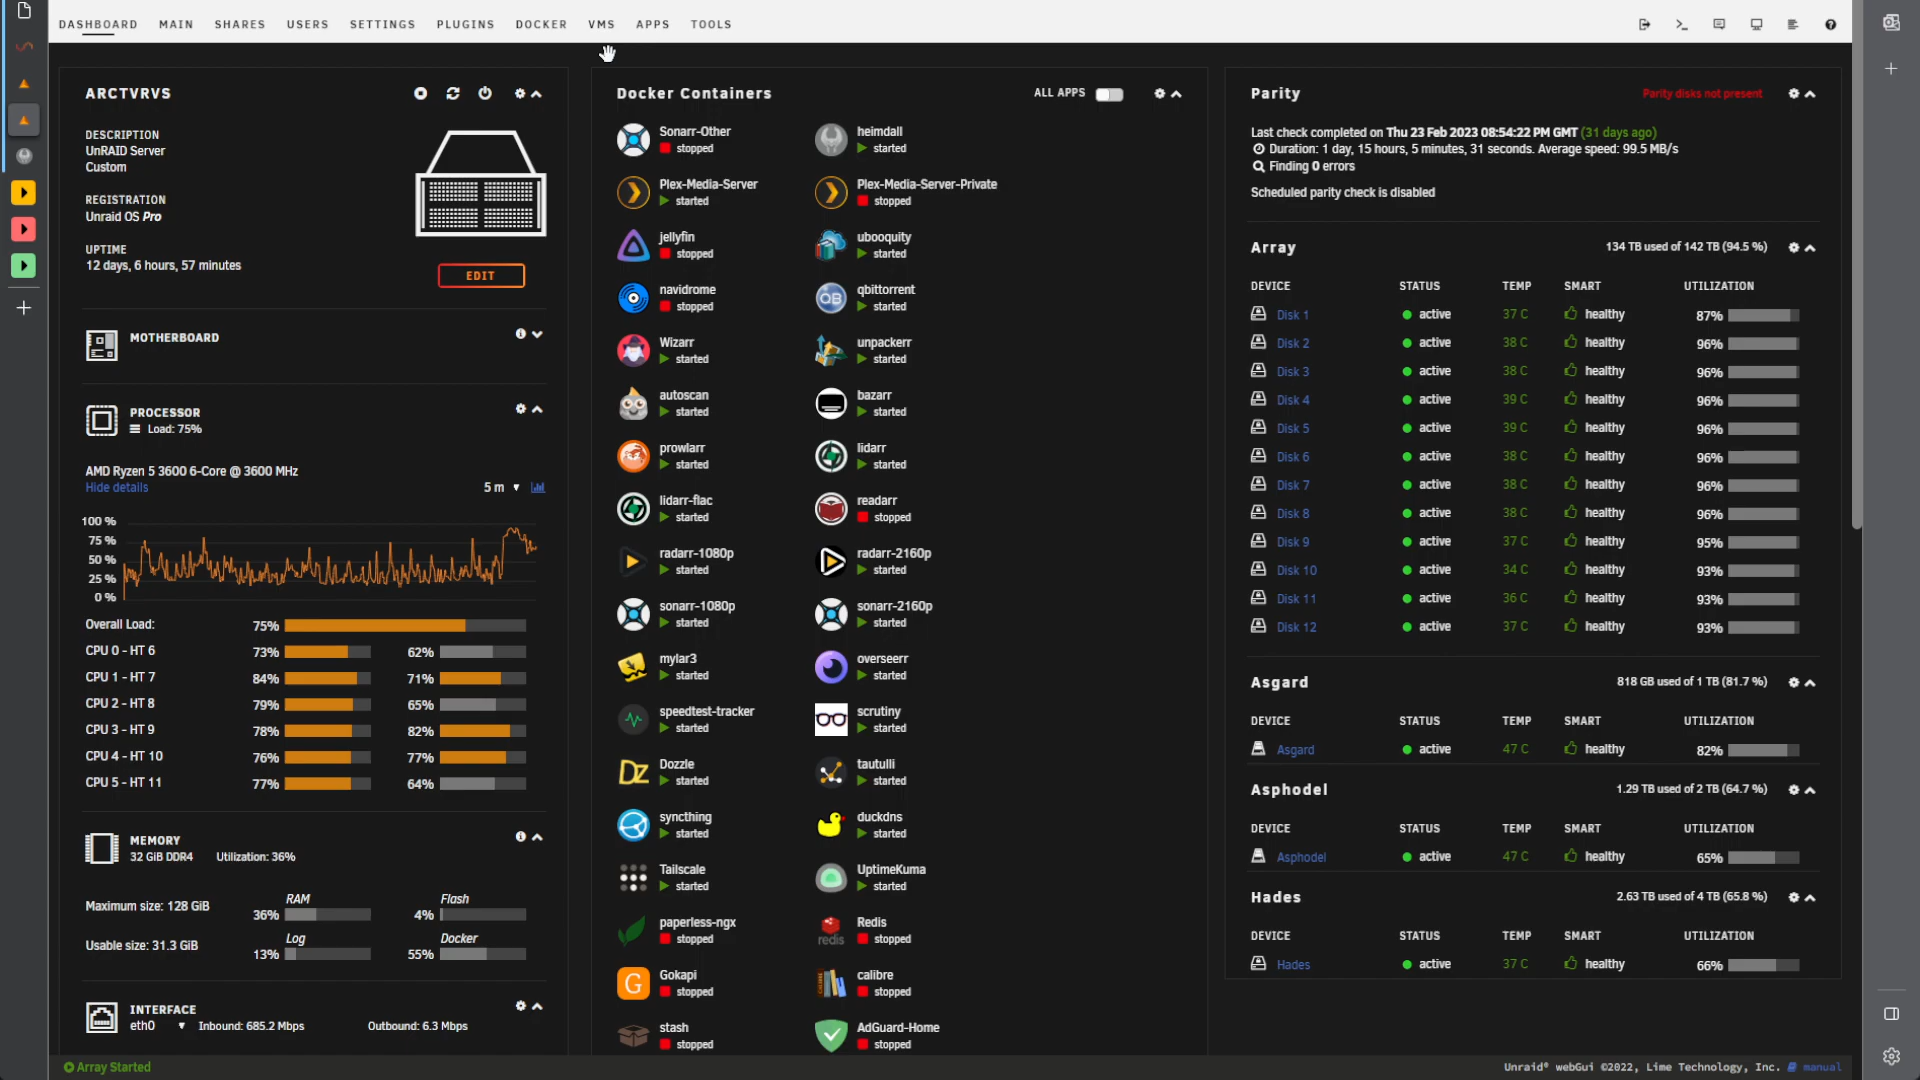 DASHBOARD MAIN SHARES USERS SETTINGS PLUGINS DOCKER VMS APPS TOOLS
ARCTVRVS
DESCRIPTION
UnRAID Server
Custom
REGISTRATION
Unraid OS Pro
UPTIME
12 days, 6 hours, 57 minutes
EDIT
MOTHERBOARD
PROCESSOR
Load: 75%
AMD Ryzen 5 3600 6-Core @ 3600 MHz
Hide details 5 m
100 %
75 %
50 %
25 %
0 %
Overall Load: 75%
CPU 0 - HT 6 73% 62%
CPU 1 - HT 7 84% 71%
CPU 2 - HT 8 79% 65%
CPU 3 - HT 9 78% 82%
CPU 4 - HT 10 76% 77%
CPU 5 - HT 11 77% 64%
MEMORY
32 GiB DDR4 Utilization: 36%
RAM Flash
Maximum size: 128 GiB 36% 4%
Log Docker
Usable size: 31.3 GiB 13% 55%
INTERFACE
eth0 Inbound: 685.2 Mbps Outbound: 6.3 Mbps
Docker Containers ALL APPS
Sonarr-Other heimdall
stopped started
Plex-Media-Server Plex-Media-Server-Private
started stopped
jellyfin ubooquity
stopped started
navidrome qbittorrent
stopped started
QB
Wizarr unpackerr
started started
autoscan bazarr
started started
prowlarr lidarr
started started
lidarr-flac readarr
started stopped
radarr-1080p radarr-2160p
started started
sonarr-1080p sonarr-2160p
started started
mylar3 overseerr
started started
speedtest-tracker scrutiny
started started
DZ
Dozzle tautulli
started started
syncthing duckdns
started started
Tailscale UptimeKuma
started started
paperless-ngx Redis
stopped stopped
redis
G
Gokapi calibre
stopped stopped
stash AdGuard-Home
stopped stopped
Parity Parity disks not present
Last check completed on Thu 23 Feb 2023 08:54:22 PM GMT (31 days ago)
Duration: 1 day, 15 hours, 5 minutes, 31 seconds. Average speed: 99.5 MB/s
Finding 0 errors
Scheduled parity check is disabled
Array 134 TB used of 142 TB (94.5 %)
DEVICE STATUS TEMP SMART UTILIZATION
Disk 1 active 37 C healthy 87%
Disk 2 active 38 C healthy 96%
Disk 3 active 38 C healthy 96%
Disk 4 active 39 C healthy 96%
Disk 5 active 39 C healthy 96%
Disk 6 active 38 C healthy 96%
Disk 7 active 38 C healthy 96%
Disk 8 active 38 C healthy 96%
Disk 9 active 37 C healthy 95%
Disk 10 active 34 C healthy 93%
Disk 11 active 36 C healthy 93%
Disk 12 active 37 C healthy 93%
Asgard 818 GB used of 1 TB (81.7 %)
DEVICE STATUS TEMP SMART UTILIZATION
Asgard active 47 C healthy 82%
Asphodel 1.29 TB used of 2 TB (64.7 %)
DEVICE STATUS TEMP SMART UTILIZATION
Asphodel active 47 C healthy 65%
Hades 2.63 TB used of 4 TB (65.8 %)
DEVICE STATUS TEMP SMART UTILIZATION
Hades active 37 C healthy 66%
Array Started Unraid® webGui ©2022, Lime Technology, Inc. manual